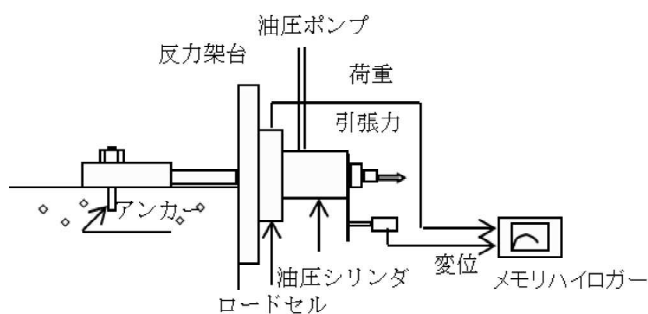 油圧ポンプ
反力架台
荷重
引張力
アンカー
変位
油圧シリンダ
メモリハイロガー
ロードセル